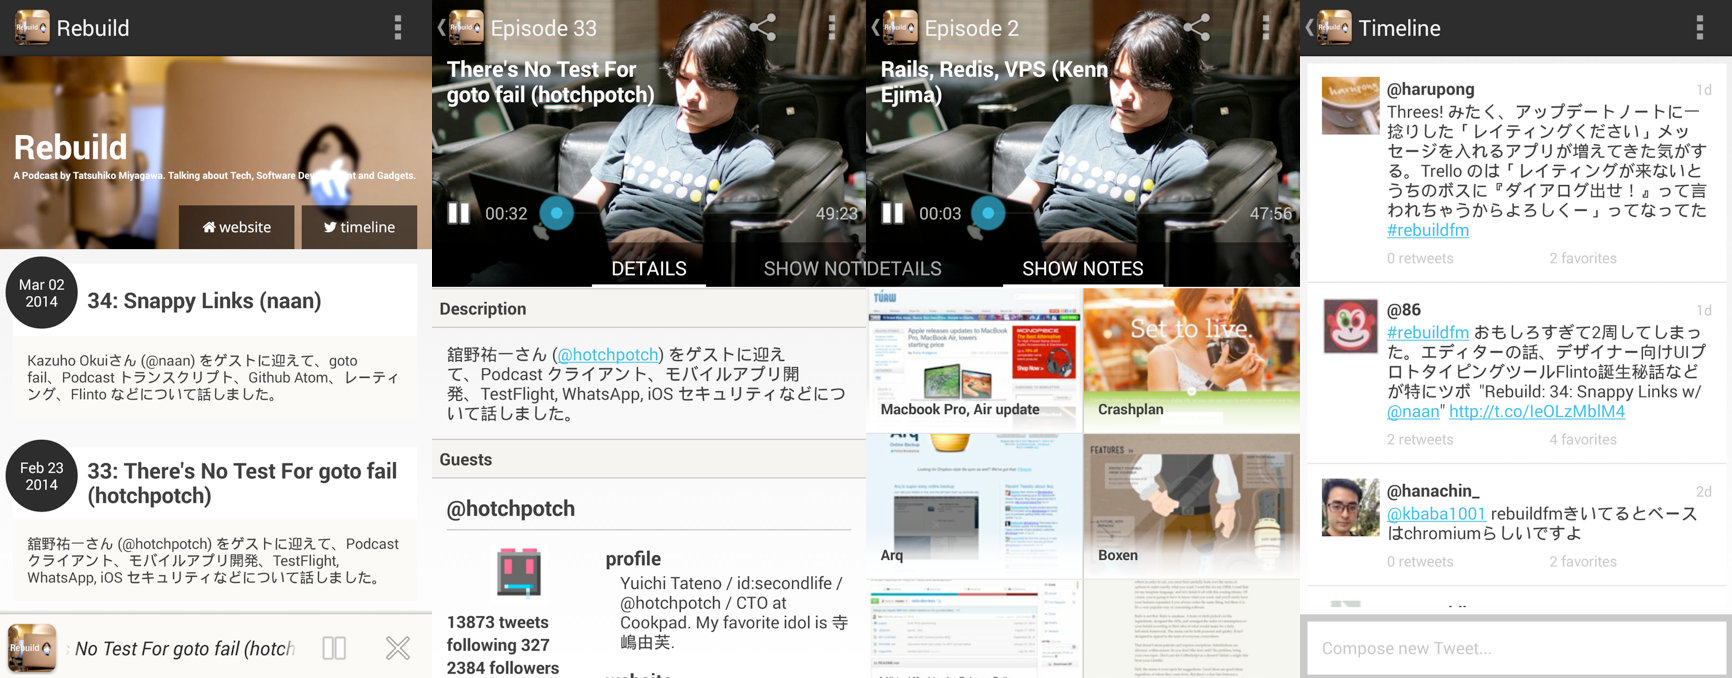 Rebuild
Rebuild
A Podcast by Tatsuhiko Miyagawa. Talking about Tech, Software
and Gadgets.
website
timeline
Mar 02
2014
34: Snappy Links (naan)
Kazuho Okuiさん (@naan) をゲストに迎えて、goto
fail、Podcast トランスクリプト、Github Atom、レーティ
ング、Flinto などについて話しました。
Feb 23
2014
33: There's No Test For goto fail
(hotchpotch)
舘野祐一さん (@hotchpotch) をゲストに迎えて、Podcast
クライアント、モバイルアプリ開発、TestFlight,
WhatsApp, iOS セキュリティなどについて話しました。
Rebuild
No Test For goto fail (hotch
Episode 33
There's No Test For
goto fail (hotchpotch)
00:32
49:23
DETAILS
SHOW NOT
Description
舘野祐一さん (@hotchpotch) をゲストに迎え
て、Podcast クライアント、モバイルアプリ開
発、TestFlight, WhatsApp, iOS セキュリティなどにつ
いて話しました。
Guests
@hotchpotch
13873 tweets
following 327
2384 followers
profile
Yuichi Tateno / id:secondlife /
@hotchpotch / CTO at
Cookpad. My favorite idol is 寺
嶋由芙.
Episode 2
Rails, Redis, VPS (Kenn
Ejima)
00:03
47:56
DETAILS
SHOW NOTES
TUAW
Apple releases updates to MacBook
Pro, MacBook Air, lowers
starting price
Macbook Pro, Air update
Set to live.
Crashplan
Arq
Online Backup
Arq
FEATURES
Boxen
Timeline
@harupong
1d
Threes! みたく、アップデートノートに一
捻りした「レイティングください」メッ
セージを入れるアプリが増えてきた気がす
る。Trello のは「レイティングが来ないと
うちのボスに『ダイアログ出せ！』って言
われちゃうからよろしくー」ってなってた
#rebuildfm
0 retweets
2 favorites
@86
1d
#rebuildfm おもしろすぎて2周してしまっ
た。エディターの話、デザイナー向けUIプ
ロトタイピングツールFlinto誕生秘話など
が特にツボ "Rebuild: 34: Snappy Links w/
@naan" http://t.co/IeOLzMblM4
2 retweets
4 favorites
@hanachin_
2d
@kbaba1001 rebuildfmきいてるとベース
はchromiumらしいですよ
0 retweets
2 favorites
Compose new Tweet...